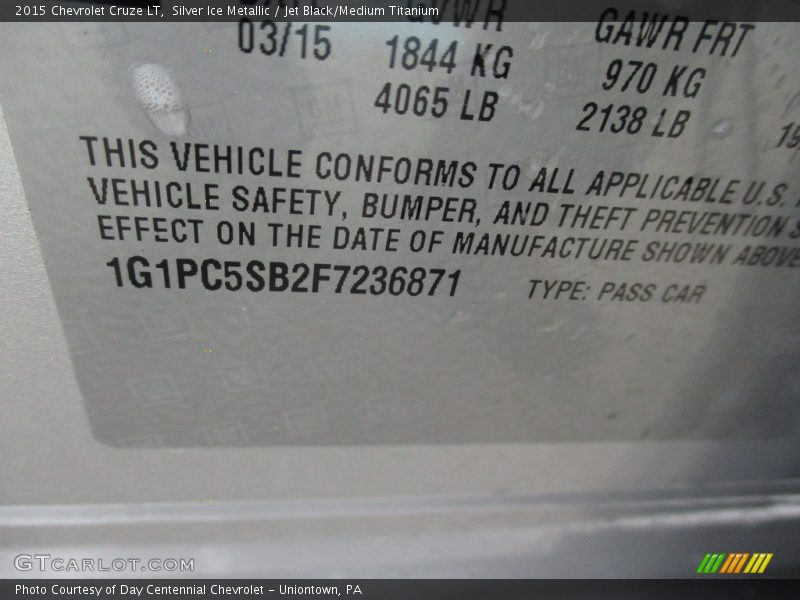 2015 Chevrolet Cruze LT, Silver Ice Metallic / Jet Black/Medium Titanium
GVWR GAWR FRT
03/15 1844 KG 970 KG
4065 LB 2138 LB
THIS VEHICLE CONFORMS TO ALL APPLICABLE U.S.
VEHICLE SAFETY, BUMPER, AND THEFT PREVENTION
EFFECT ON THE DATE OF MANUFACTURE SHOWN ABOVE
1G1PC5SB2F7236871 TYPE: PASS CAR
GTCARLOT.COM
Photo Courtesy of Day Centennial Chevrolet - Uniontown, PA